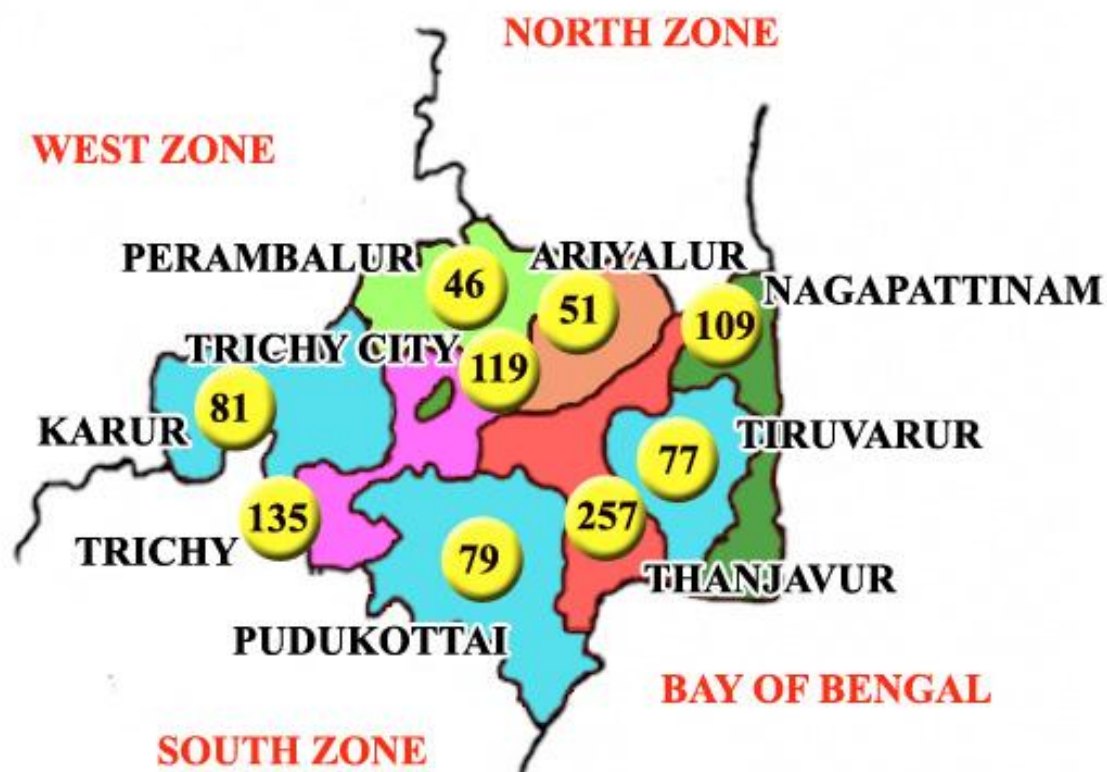 NORTH ZONE
WEST ZONE
PERAMBALUR
46
ARIYALUR
51
NAGAPATTINAM
109
TRICHY CITY
119
KARUR
81
TIRUVARUR
77
TRICHY
135
79
257
THANJAVUR
PUDUKOTTAI
BAY OF BENGAL
SOUTH ZONE